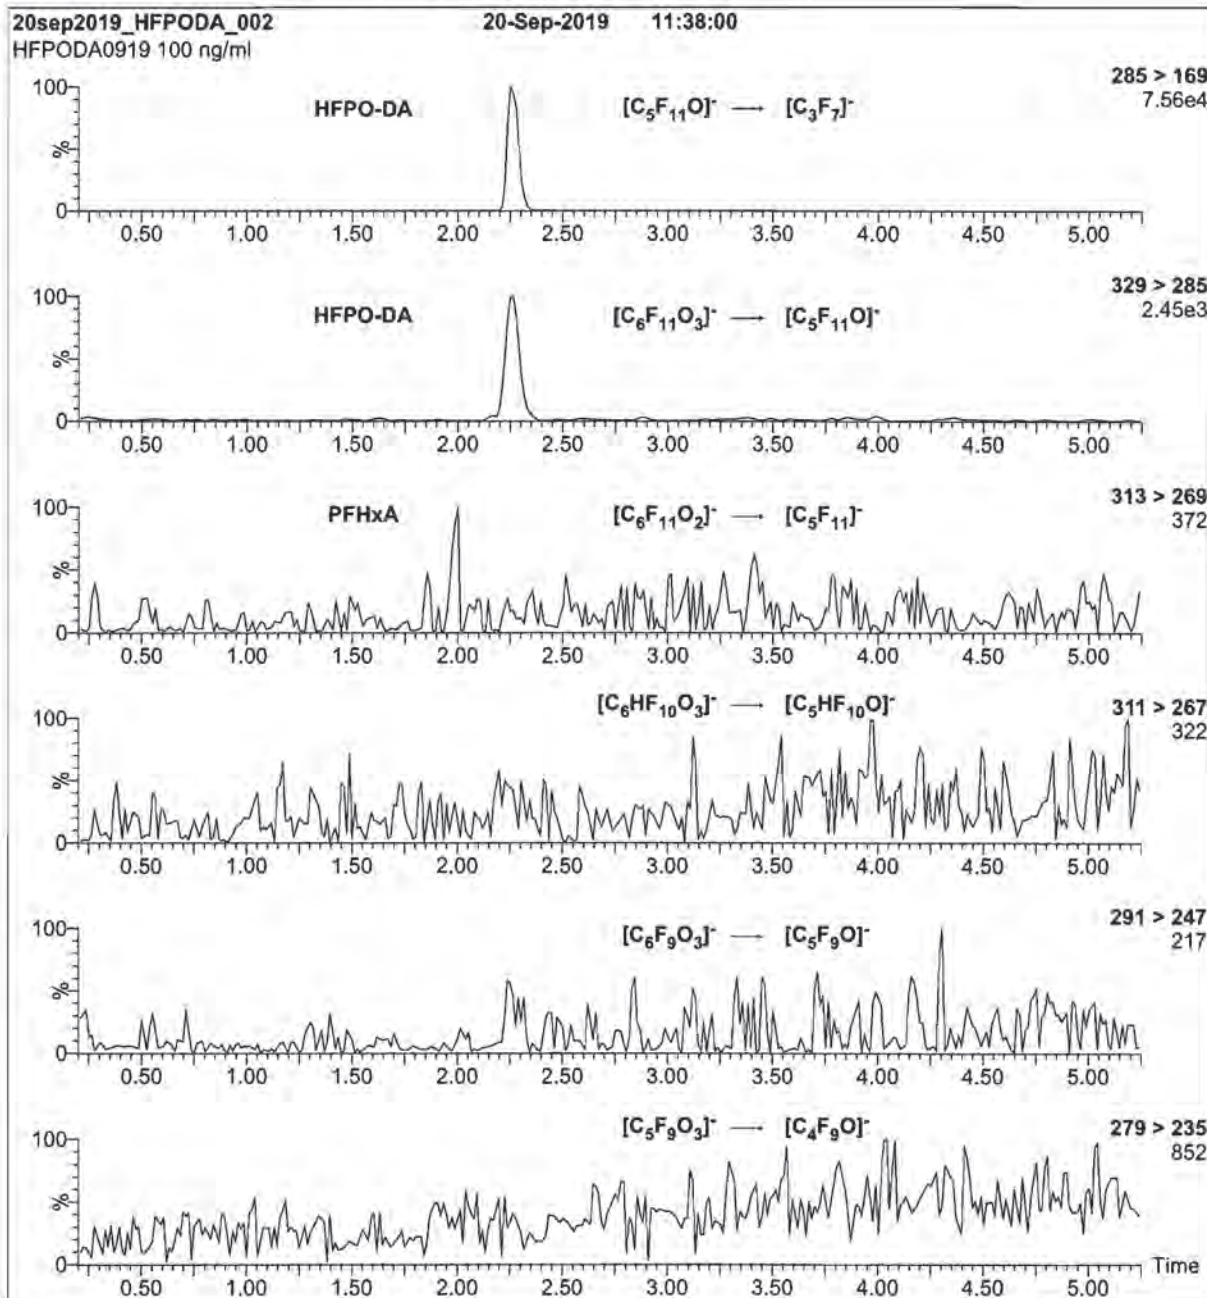 20sep2019_HFPODA_002 20-Sep-2019 11:38:00
HFPODA0919 100 ng/ml
285 > 169
7.56e4
HFPO-DA [C5F11O]⁻ → [C3F7]⁻
100
%
0
0.50 1.00 1.50 2.00 2.50 3.00 3.50 4.00 4.50 5.00
329 > 285
2.45e3
HFPO-DA [C6F11O3]⁻ → [C5F11O]⁻
100
%
0
0.50 1.00 1.50 2.00 2.50 3.00 3.50 4.00 4.50 5.00
313 > 269
372
PFHxA [C6F11O2]⁻ → [C5F11]⁻
100
%
0
0.50 1.00 1.50 2.00 2.50 3.00 3.50 4.00 4.50 5.00
311 > 267
322
[C6HF10O3]⁻ → [C5HF10O]⁻
100
%
0
0.50 1.00 1.50 2.00 2.50 3.00 3.50 4.00 4.50 5.00
291 > 247
217
[C6F9O3]⁻ → [C5F9O]⁻
100
%
0
0.50 1.00 1.50 2.00 2.50 3.00 3.50 4.00 4.50 5.00
279 > 235
852
[C5F9O3]⁻ → [C4F9O]⁻
100
%
0
0.50 1.00 1.50 2.00 2.50 3.00 3.50 4.00 4.50 5.00
Time